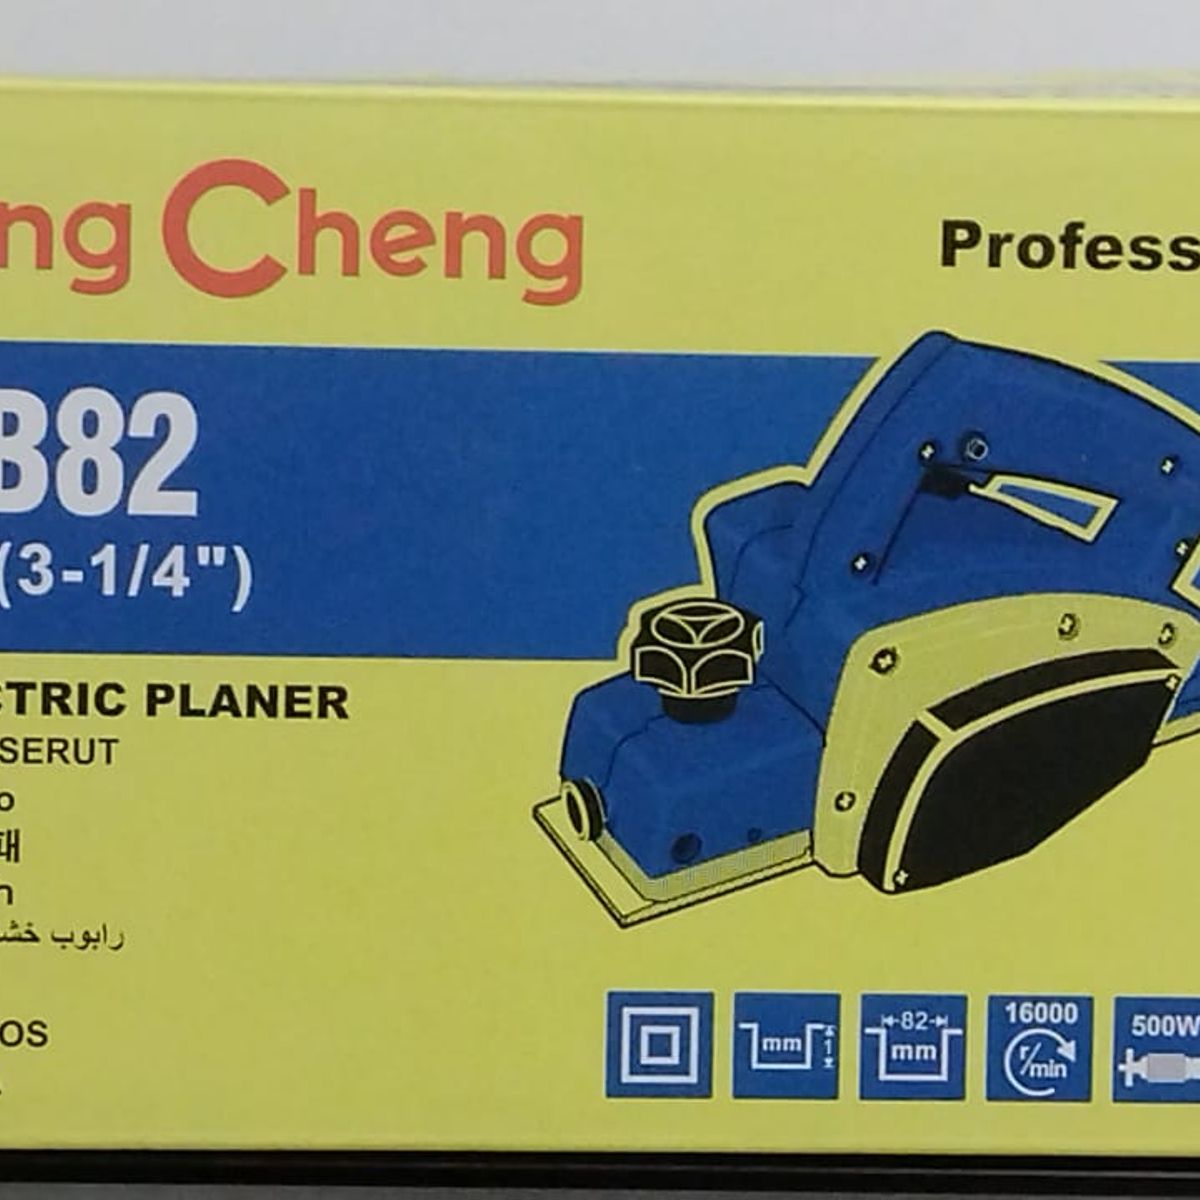 ng Cheng
Profess
B82
(3-1/4")
CTRIC PLANER
SERUT
o
패
n
رابوب خش
OS
mm 1
82
mm
16000
r/min
500W